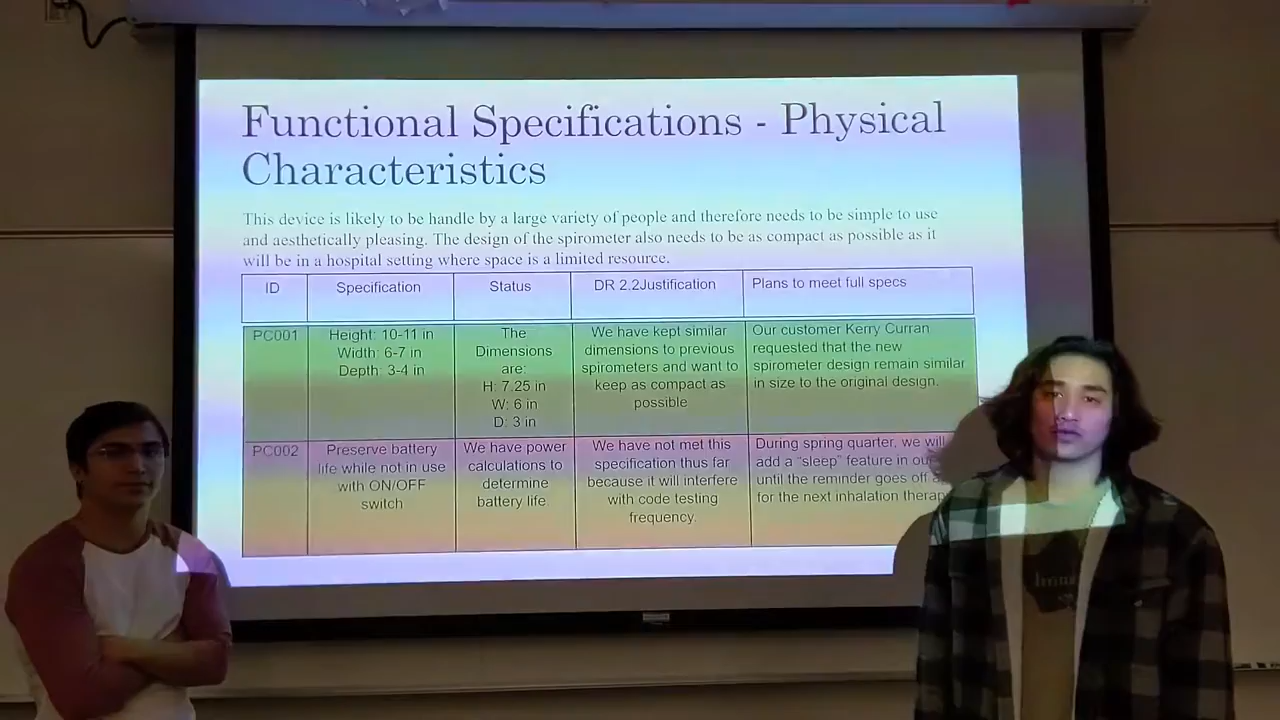 Functional Specifications - Physical
Characteristics
This device is likely to be handle by a large variety of people and therefore needs to be simple to use
and aesthetically pleasing. The design of the spirometer also needs to be as compact as possible as it
will be in a hospital setting where space is a limited resource.
ID
Specification
Status
DR 2.2Justification
Plans to meet full specs
PC001
Height: 10-11 in
Width: 6-7 in
Depth: 3-4 in
The
Dimensions
are:
H: 7.25 in
W: 6 in
D: 3 in
We have kept similar
dimensions to previous
spirometers and want to
keep as compact as
possible
Our customer Kerry Curran
requested that the new
spirometer design remain similar
in size to the original design.
PC002
Preserve battery
life while not in use
with ON/OFF
switch
We have power
calculations to
determine
battery life.
We have not met this
specification thus far
because it will interfere
with code testing
frequency.
During spring quarter, we will
add a "sleep" feature in
until the reminder goes off
for the next inhalation